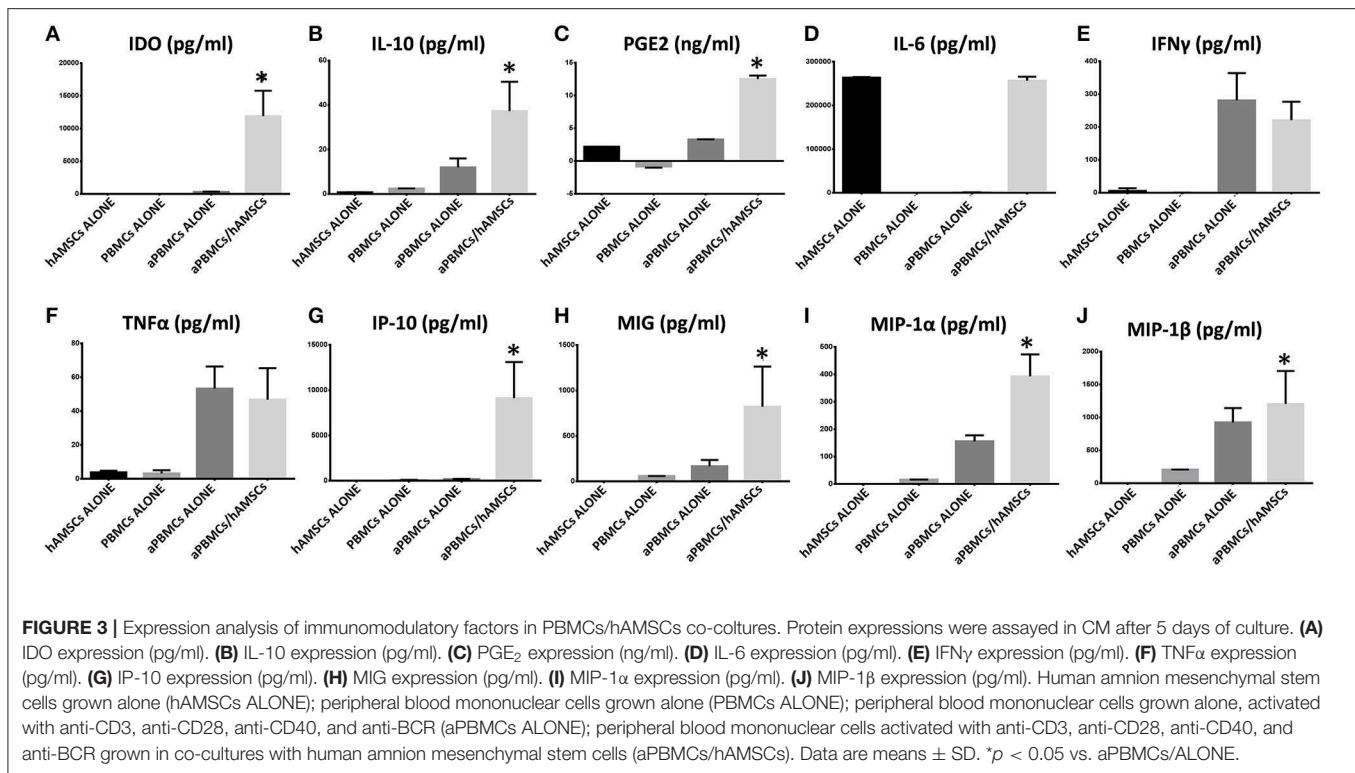 A
IDO (pg/ml)
20000
15000
10000
5000
0
*
hAMSCs ALONE
PBMCs ALONE
aPBMCs ALONE
aPBMCs/hAMSCs
B
IL-10 (pg/ml)
60
40
20
0
*
hAMSCs ALONE
PBMCs ALONE
aPBMCs ALONE
aPBMCs/hAMSCs
C
PGE2 (ng/ml)
15
10
5
0
-5
*
hAMSCs ALONE
PBMCs ALONE
aPBMCs ALONE
aPBMCs/hAMSCs
D
IL-6 (pg/ml)
300000
200000
100000
0
hAMSCs ALONE
PBMCs ALONE
aPBMCs ALONE
aPBMCs/hAMSCs
E
IFNγ (pg/ml)
400
300
200
100
0
hAMSCs ALONE
PBMCs ALONE
aPBMCs ALONE
aPBMCs/hAMSCs
F
TNFα (pg/ml)
80
60
40
20
0
hAMSCs ALONE
PBMCs ALONE
aPBMCs ALONE
aPBMCs/hAMSCs
G
IP-10 (pg/ml)
15000
10000
5000
0
*
hAMSCs ALONE
PBMCs ALONE
aPBMCs ALONE
aPBMCs/hAMSCs
H
MIG (pg/ml)
1500
1000
500
0
*
hAMSCs ALONE
PBMCs ALONE
aPBMCs ALONE
aPBMCs/hAMSCs
I
MIP-1α (pg/ml)
500
400
300
200
100
0
*
hAMSCs ALONE
PBMCs ALONE
aPBMCs ALONE
aPBMCs/hAMSCs
J
MIP-1β (pg/ml)
2000
1500
1000
500
0
*
hAMSCs ALONE
PBMCs ALONE
aPBMCs ALONE
aPBMCs/hAMSCs
FIGURE 3 | Expression analysis of immunomodulatory factors in PBMCs/hAMSCs co-coltures. Protein expressions were assayed in CM after 5 days of culture. (A)
IDO expression (pg/ml). (B) IL-10 expression (pg/ml). (C) PGE₂ expression (ng/ml). (D) IL-6 expression (pg/ml). (E) IFNγ expression (pg/ml). (F) TNFα expression
(pg/ml). (G) IP-10 expression (pg/ml). (H) MIG expression (pg/ml). (I) MIP-1α expression (pg/ml). (J) MIP-1β expression (pg/ml). Human amnion mesenchymal stem
cells grown alone (hAMSCs ALONE); peripheral blood mononuclear cells grown alone (PBMCs ALONE); peripheral blood mononuclear cells grown alone, activated
with anti-CD3, anti-CD28, anti-CD40, and anti-BCR (aPBMCs ALONE); peripheral blood mononuclear cells activated with anti-CD3, anti-CD28, anti-CD40, and
anti-BCR grown in co-cultures with human amnion mesenchymal stem cells (aPBMCs/hAMSCs). Data are means ± SD. *p < 0.05 vs. aPBMCs/ALONE.